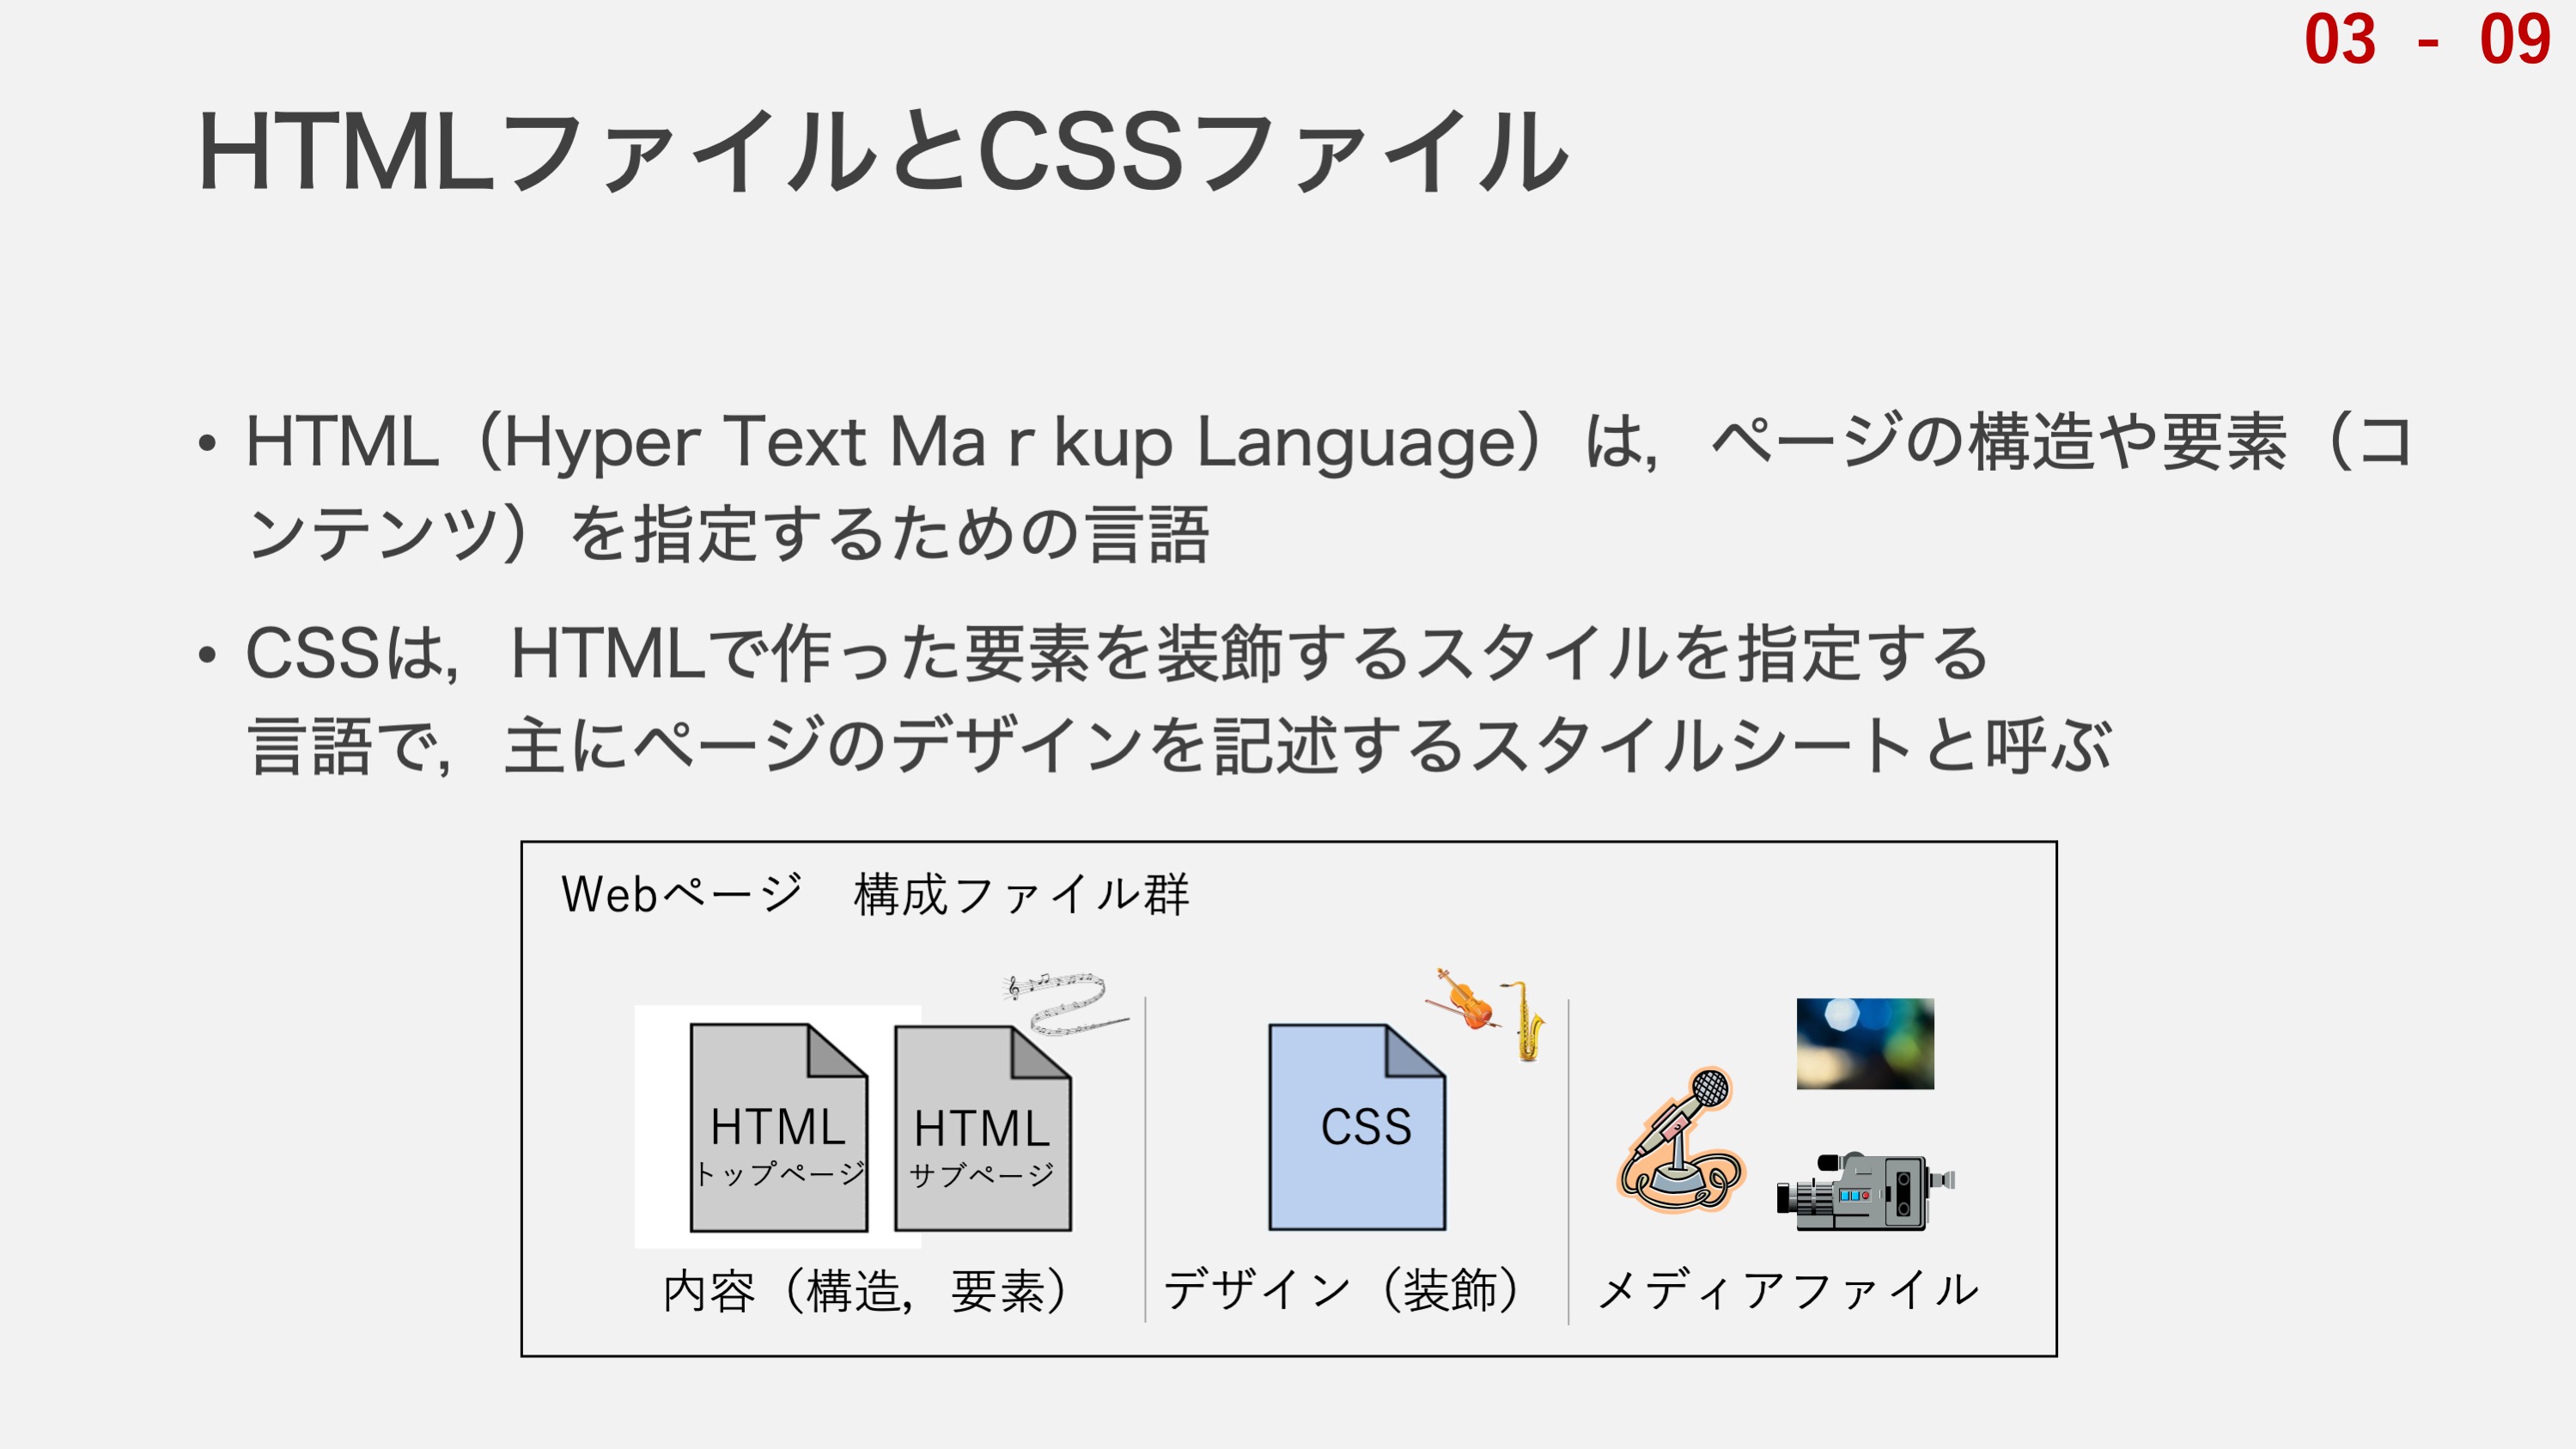 03 - 09
HTMLファイルとCSSファイル
• HTML（Hyper Text Ma r kup Language）は，ページの構造や要素（コ
ンテンツ）を指定するための言語
• CSSは，HTMLで作った要素を装飾するスタイルを指定する
言語で，主にページのデザインを記述するスタイルシートと呼ぶ
Webページ　構成ファイル群
HTML
トップページ
HTML
サブページ
CSS
内容（構造，要素）
デザイン（装飾）
メディアファイル